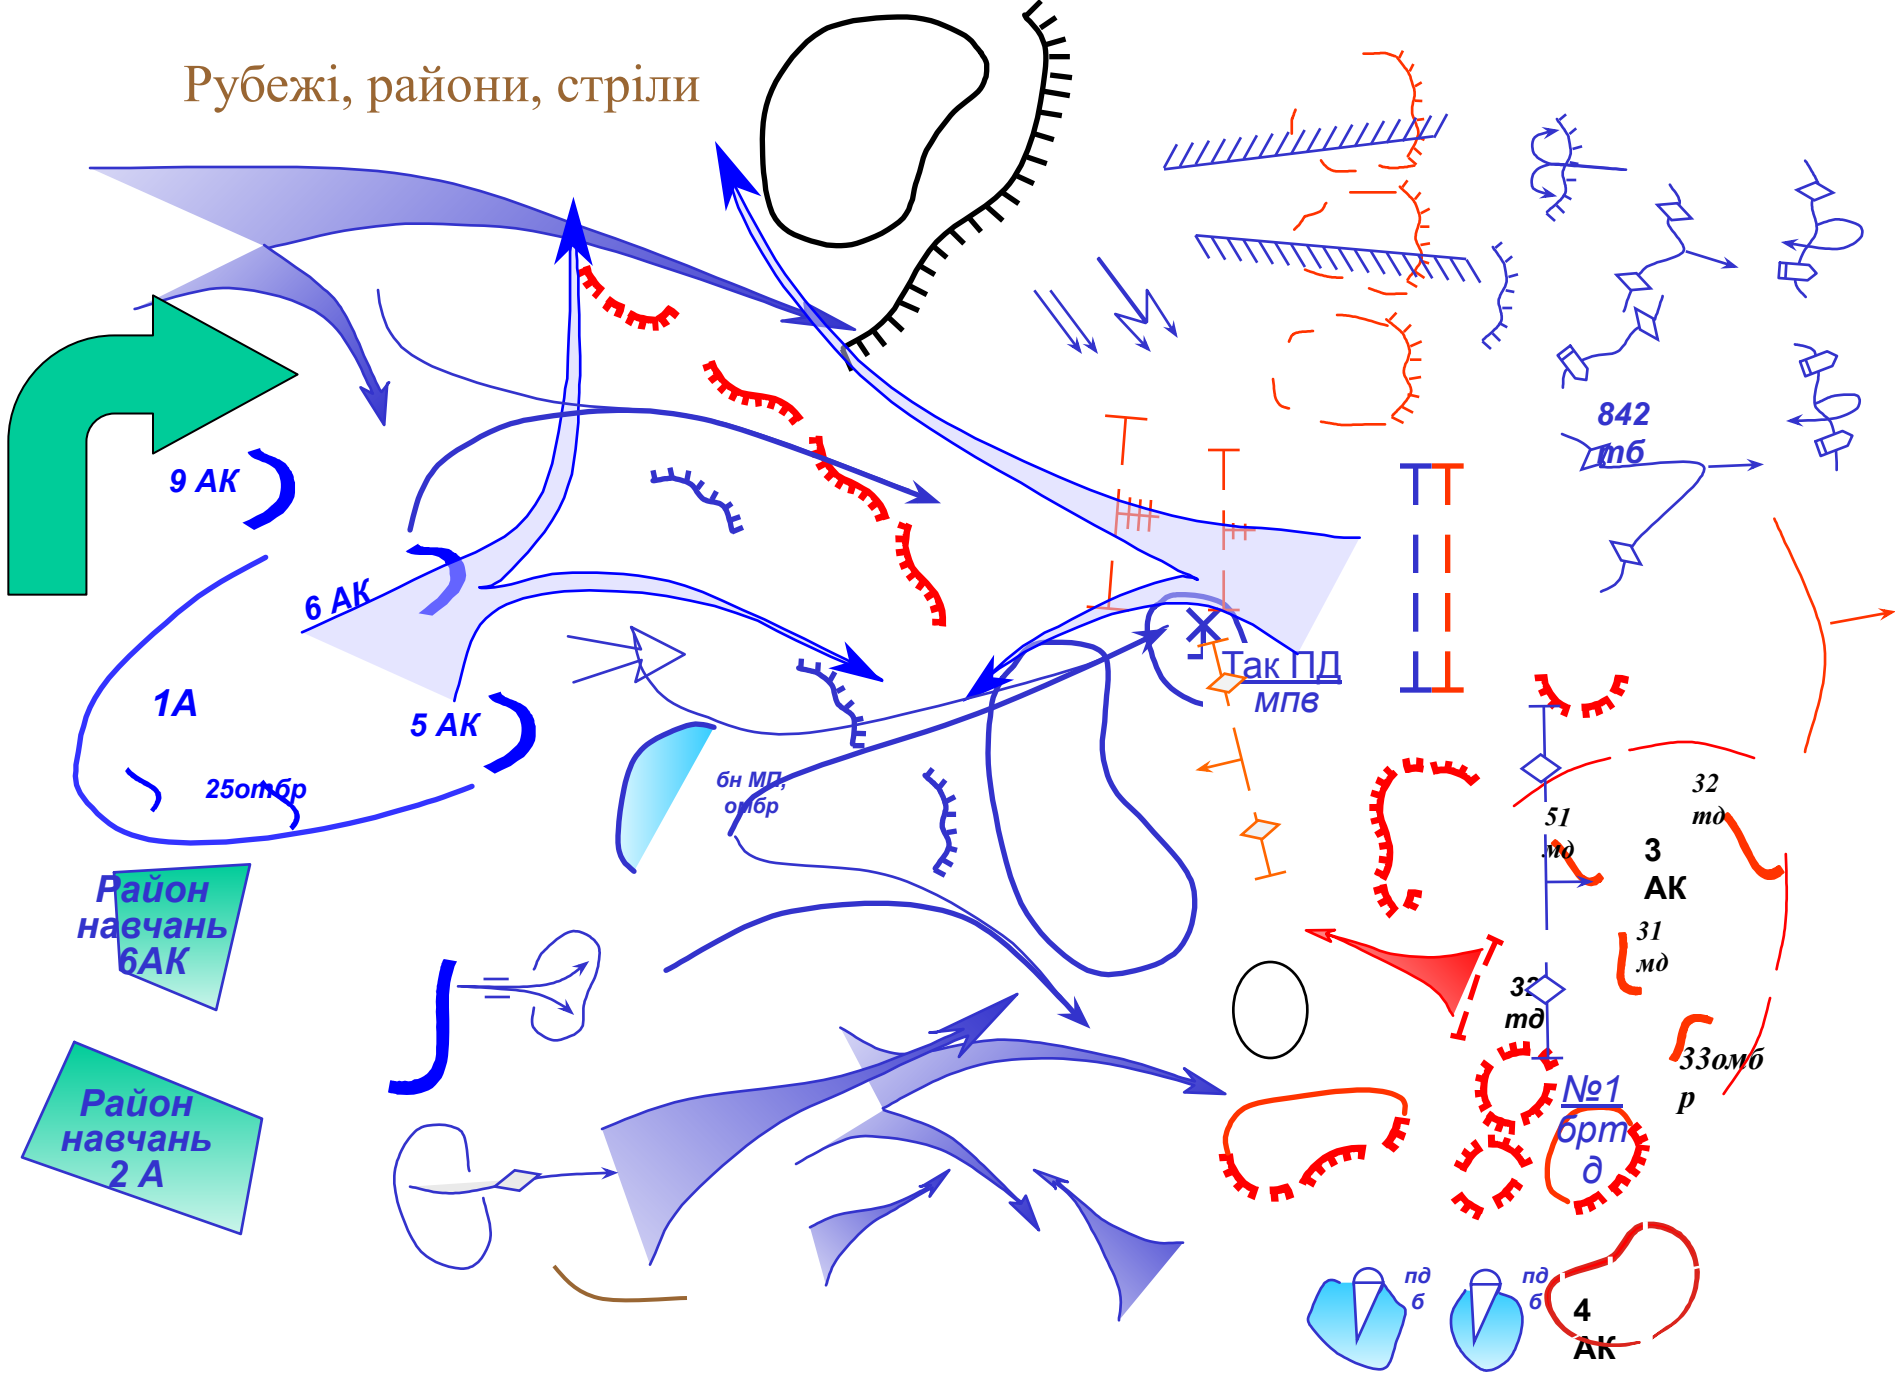 Рубежі, райони, стріли
842
тб
9 АК
6 АК
Так ПД
мпв
1А
5 АК
25отбр
бн МП,
омбр
32
тд
51
мд
3
АК
Район
навчань
6АК
31
мд
32
тд
33омб
р
№1
брт
д
Район
навчань
2 А
пд
б
пд
б
4
АК